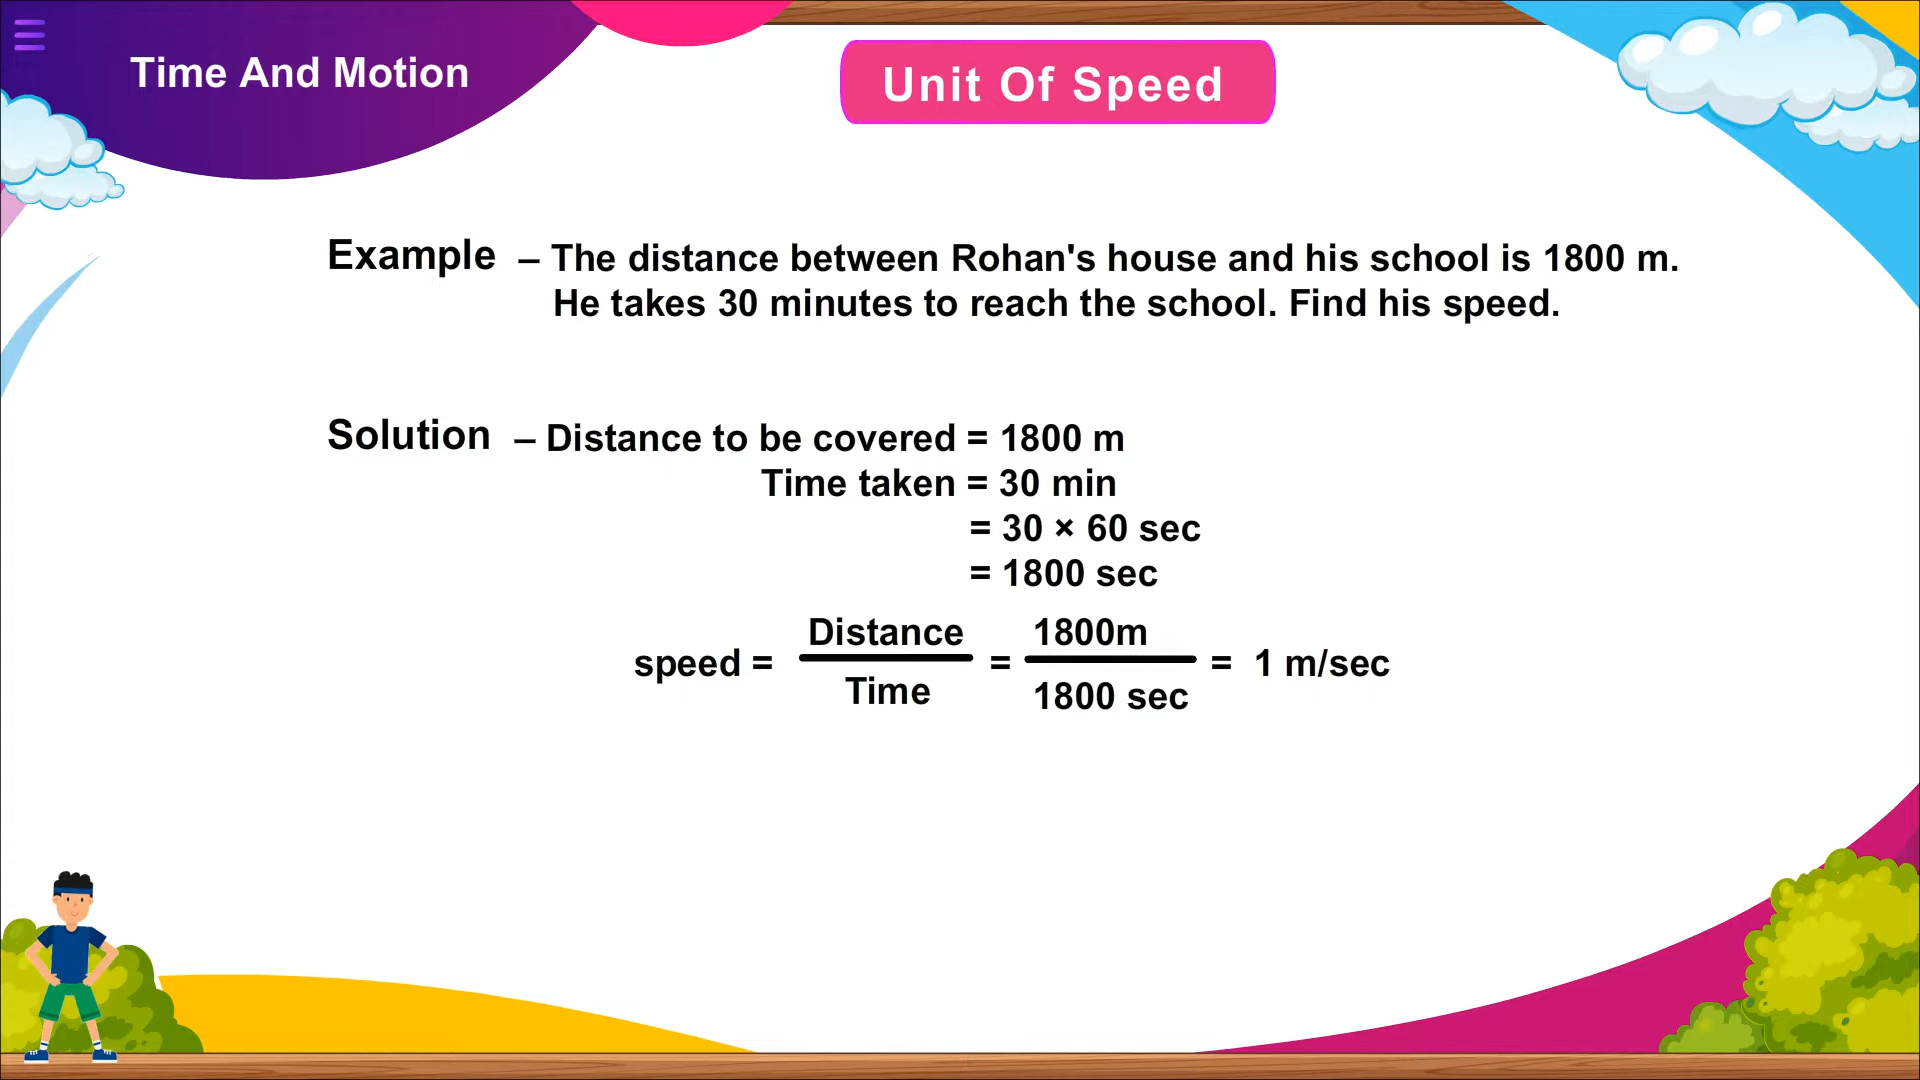 Time And Motion
Unit Of Speed
Example – The distance between Rohan's house and his school is 1800 m.
He takes 30 minutes to reach the school. Find his speed.
Solution – Distance to be covered = 1800 m
Time taken = 30 min
= 30 × 60 sec
= 1800 sec
speed = Distance / Time = 1800m / 1800 sec = 1 m/sec